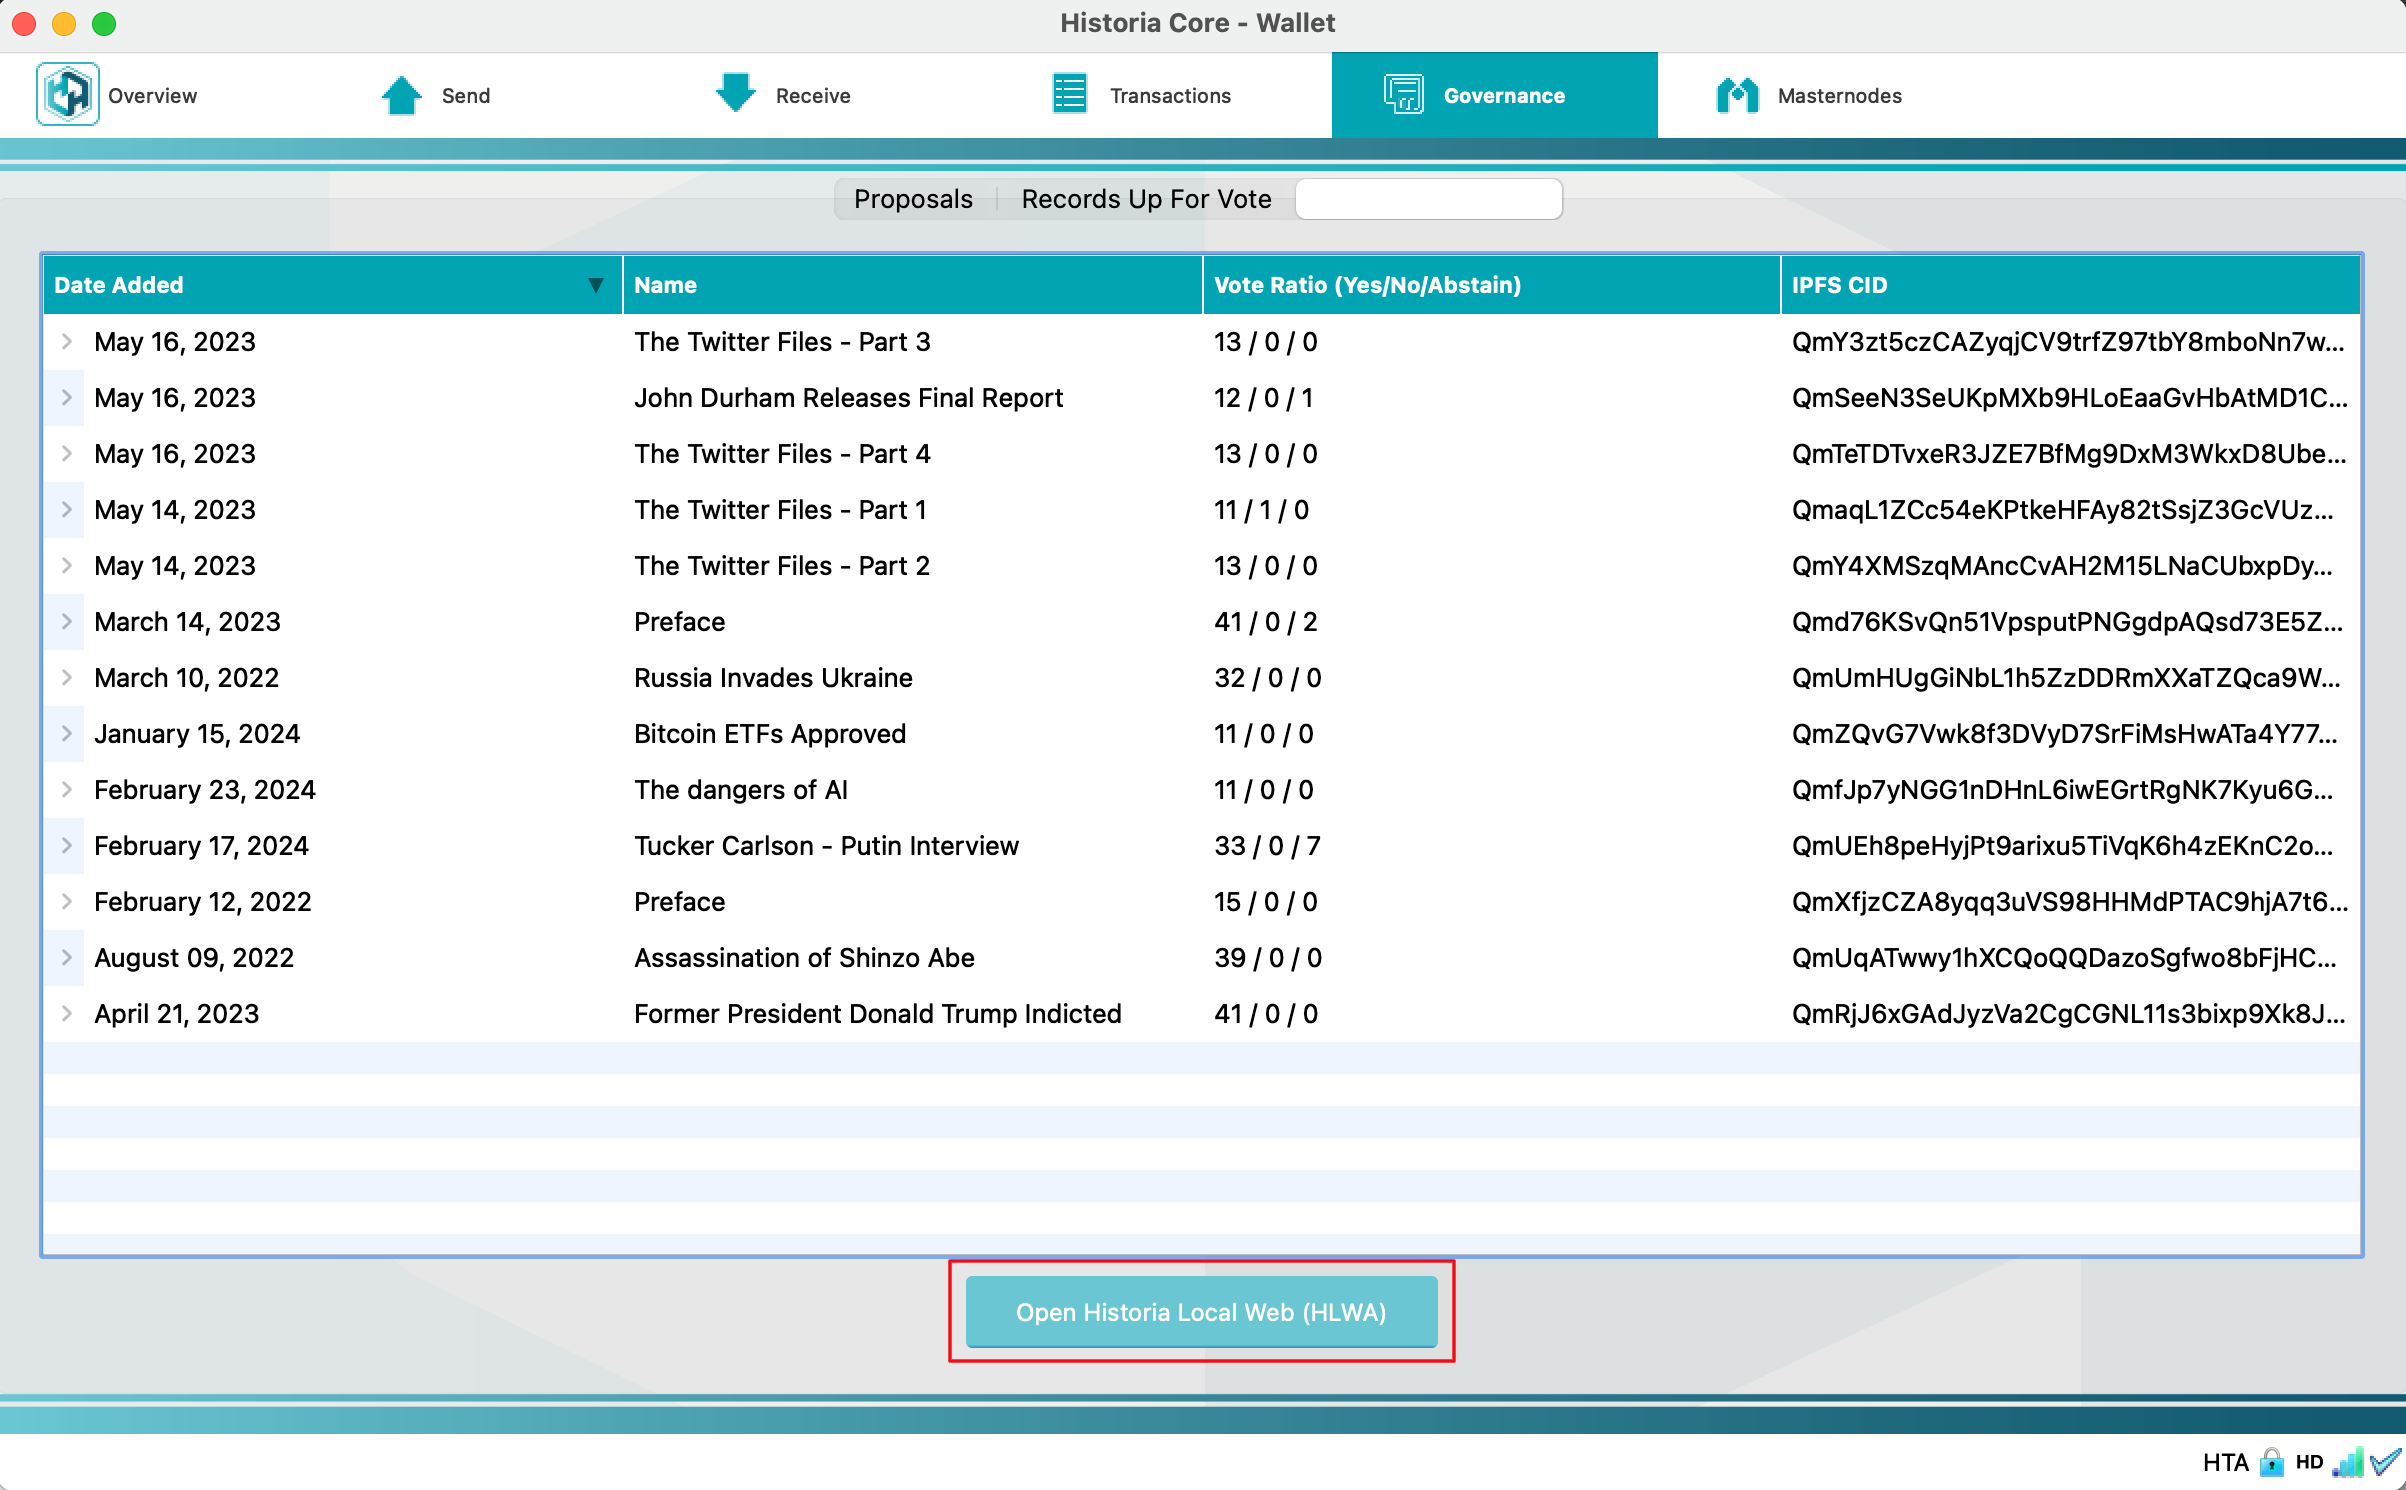 Historia Core - Wallet
Overview Send Receive Transactions Governance Masternodes
Proposals Records Up For Vote
Date Added Name Vote Ratio (Yes/No/Abstain) IPFS CID
May 16, 2023 The Twitter Files - Part 3 13 / 0 / 0 QmY3zt5czCAZyqjCV9trfZ97tbY8mboNn7w...
May 16, 2023 John Durham Releases Final Report 12 / 0 / 1 QmSeeN3SeUKpMXb9HLoEaaGvHbAtMD1C...
May 16, 2023 The Twitter Files - Part 4 13 / 0 / 0 QmTeTDTvxeR3JZE7BfMg9DxM3WkxD8Ube...
May 14, 2023 The Twitter Files - Part 1 11 / 1 / 0 QmaqL1ZCc54eKPtkeHFAy82tSsjZ3GcVUz...
May 14, 2023 The Twitter Files - Part 2 13 / 0 / 0 QmY4XMSzqMAncCvAH2M15LNaCUbxpDy...
March 14, 2023 Preface 41 / 0 / 2 Qmd76KSvQn51VpsputPNGgdpAQsd73E5Z...
March 10, 2022 Russia Invades Ukraine 32 / 0 / 0 QmUmHUgGiNbL1h5ZzDDRmXXaTZQca9W...
January 15, 2024 Bitcoin ETFs Approved 11 / 0 / 0 QmZQvG7Vwk8f3DVyD7SrFiMsHwATa4Y77...
February 23, 2024 The dangers of AI 11 / 0 / 0 QmfJp7yNGG1nDHnL6iwEGrtRgNK7Kyu6G...
February 17, 2024 Tucker Carlson - Putin Interview 33 / 0 / 7 QmUEh8peHyjPt9arixu5TiVqK6h4zEKnC2o...
February 12, 2022 Preface 15 / 0 / 0 QmXfjzCZA8yqq3uVS98HHMdPTAC9hjA7t6...
August 09, 2022 Assassination of Shinzo Abe 39 / 0 / 0 QmUqATwwy1hXCQoQQDazoSgfwo8bFjHC...
April 21, 2023 Former President Donald Trump Indicted 41 / 0 / 0 QmRjJ6xGAdJyzVa2CgCGNL11s3bixp9Xk8J...
Open Historia Local Web (HLWA)
HTA HD